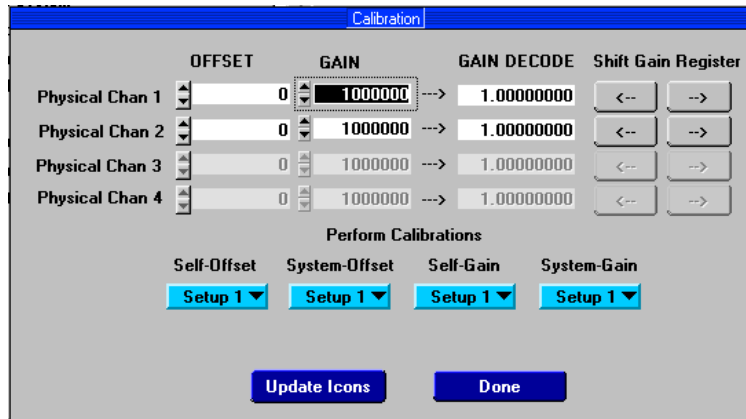 Calibration
OFFSET GAIN GAIN DECODE Shift Gain Register
Physical Chan 1 0 1000000 ---> 1.00000000 <-- -->
Physical Chan 2 0 1000000 ---> 1.00000000 <-- -->
Physical Chan 3 0 1000000 ---> 1.00000000 <-- -->
Physical Chan 4 0 1000000 ---> 1.00000000 <-- -->
Perform Calibrations
Self-Offset System-Offset Self-Gain System-Gain
Setup 1 Setup 1 Setup 1 Setup 1
Update Icons Done